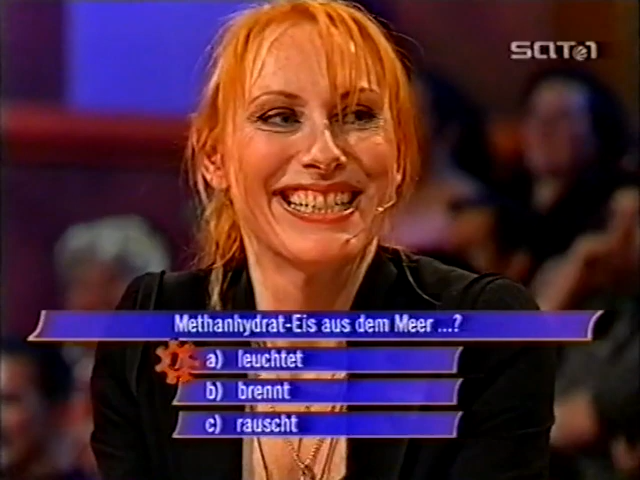 SAT.1
Methanhydrat-Eis aus dem Meer ...?
a) leuchtet
b) brennt
c) rauscht